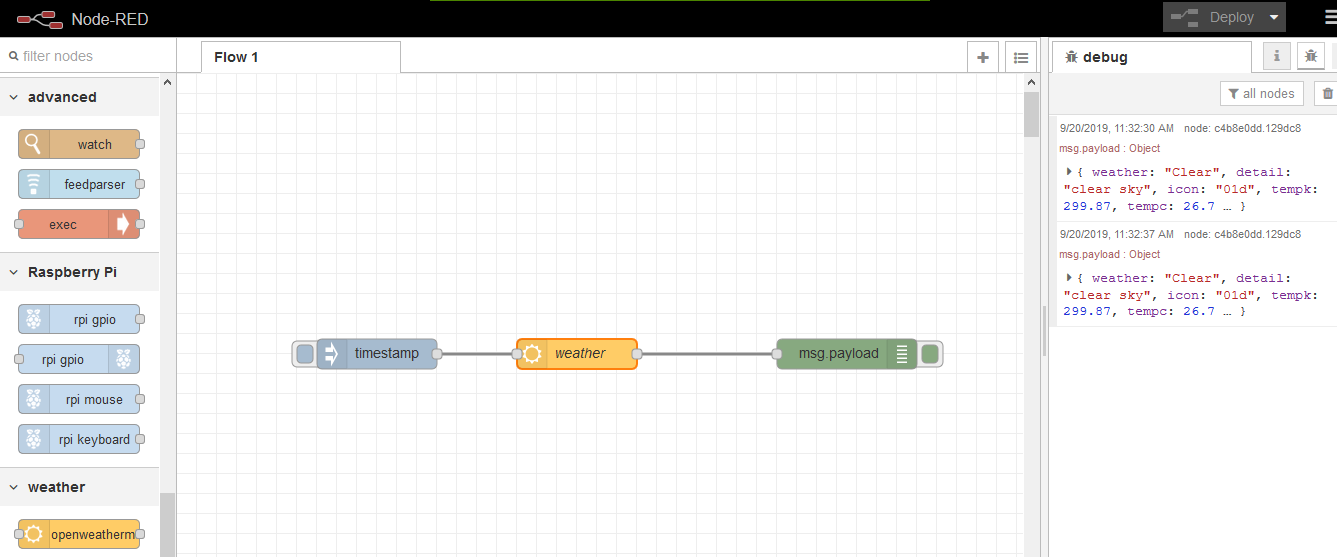 Node-RED
Deploy
filter nodes
advanced
watch
feedparser
exec
Raspberry Pi
rpi gpio
rpi gpio
rpi mouse
rpi keyboard
weather
openweatherm
Flow 1
timestamp
weather
msg.payload
debug
i
all nodes
9/20/2019, 11:32:30 AM node: c4b8e0dd.129dc8
msg.payload : Object
{ weather: "Clear", detail:
"clear sky", icon: "01d", tempk:
299.87, tempc: 26.7 … }
9/20/2019, 11:32:37 AM node: c4b8e0dd.129dc8
msg.payload : Object
{ weather: "Clear", detail:
"clear sky", icon: "01d", tempk:
299.87, tempc: 26.7 … }